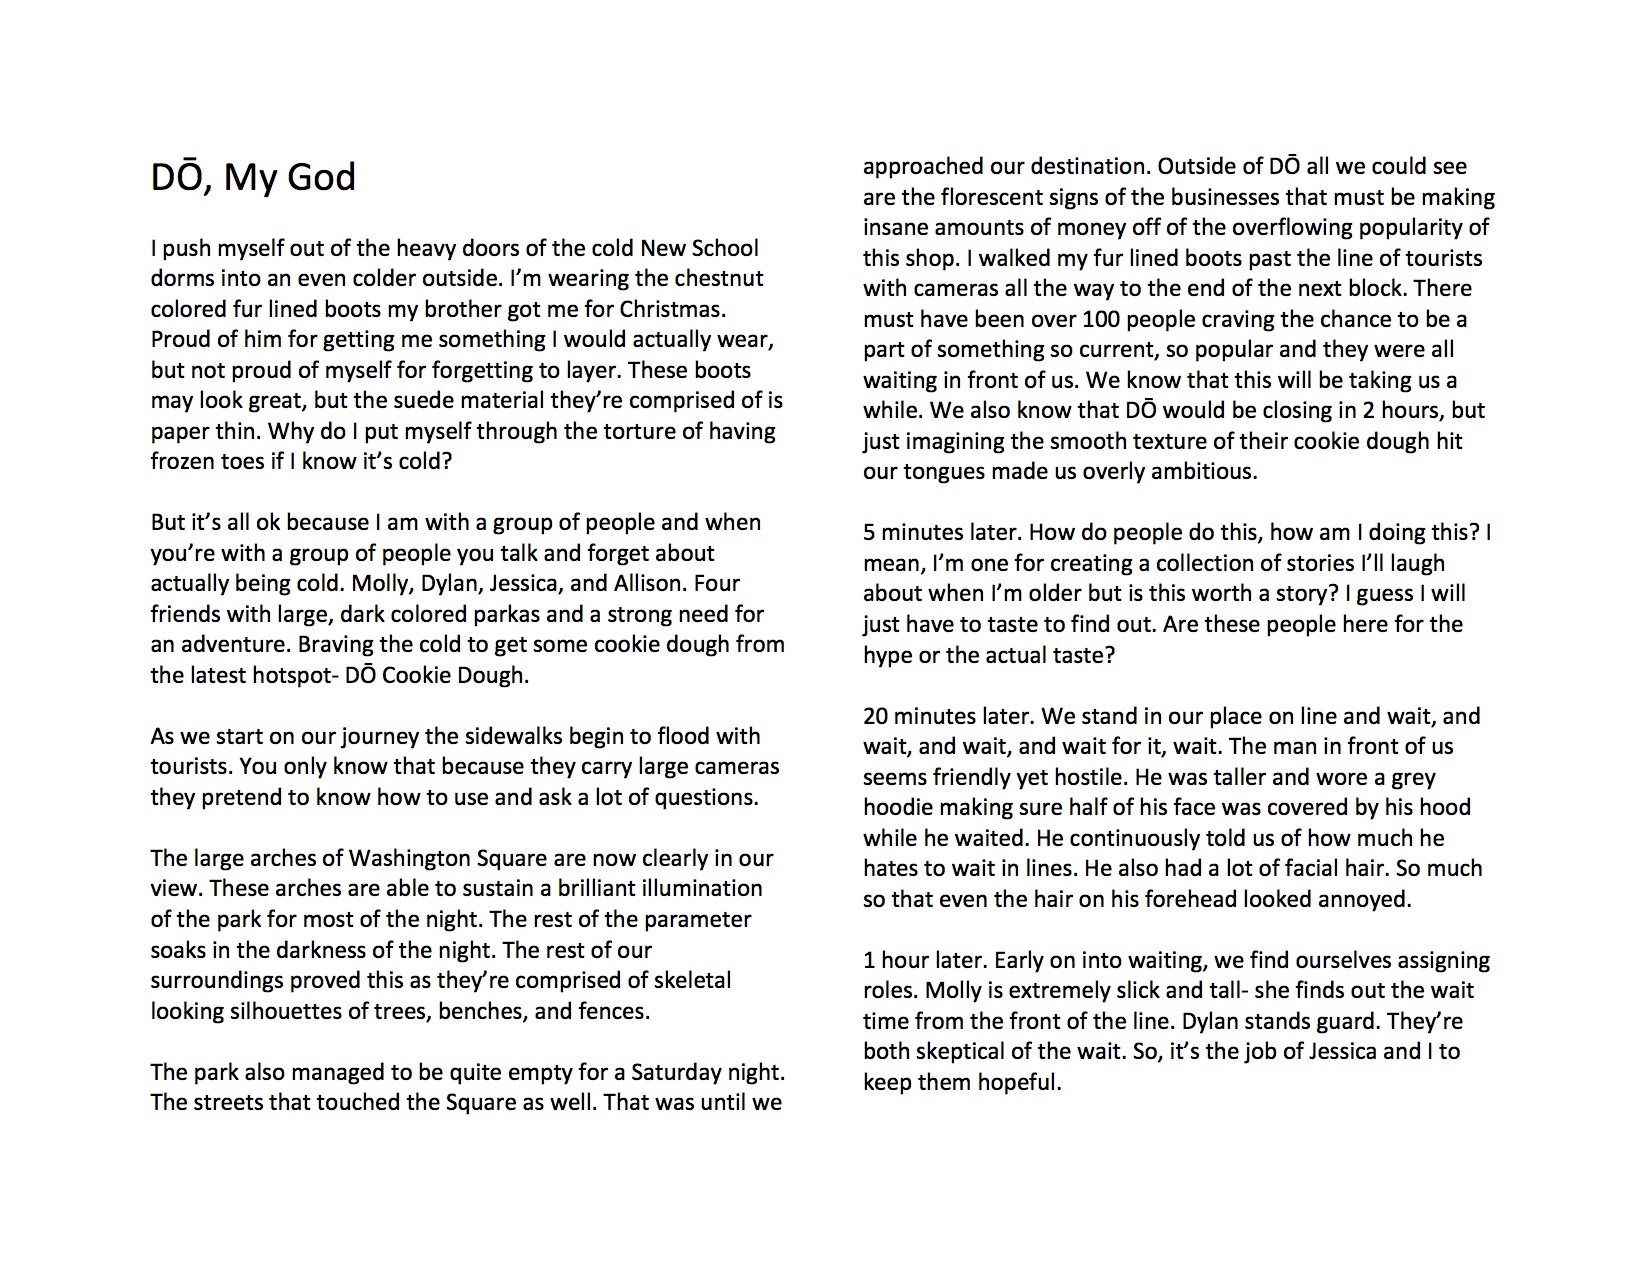 DŌ, My God
I push myself out of the heavy doors of the cold New School
dorms into an even colder outside. I’m wearing the chestnut
colored fur lined boots my brother got me for Christmas.
Proud of him for getting me something I would actually wear,
but not proud of myself for forgetting to layer. These boots
may look great, but the suede material they’re comprised of is
paper thin. Why do I put myself through the torture of having
frozen toes if I know it’s cold?
But it’s all ok because I am with a group of people and when
you’re with a group of people you talk and forget about
actually being cold. Molly, Dylan, Jessica, and Allison. Four
friends with large, dark colored parkas and a strong need for
an adventure. Braving the cold to get some cookie dough from
the latest hotspot- DŌ Cookie Dough.
As we start on our journey the sidewalks begin to flood with
tourists. You only know that because they carry large cameras
they pretend to know how to use and ask a lot of questions.
The large arches of Washington Square are now clearly in our
view. These arches are able to sustain a brilliant illumination
of the park for most of the night. The rest of the parameter
soaks in the darkness of the night. The rest of our
surroundings proved this as they’re comprised of skeletal
looking silhouettes of trees, benches, and fences.
The park also managed to be quite empty for a Saturday night.
The streets that touched the Square as well. That was until we
approached our destination. Outside of DŌ all we could see
are the florescent signs of the businesses that must be making
insane amounts of money off of the overflowing popularity of
this shop. I walked my fur lined boots past the line of tourists
with cameras all the way to the end of the next block. There
must have been over 100 people craving the chance to be a
part of something so current, so popular and they were all
waiting in front of us. We know that this will be taking us a
while. We also know that DŌ would be closing in 2 hours, but
just imagining the smooth texture of their cookie dough hit
our tongues made us overly ambitious.
5 minutes later. How do people do this, how am I doing this? I
mean, I’m one for creating a collection of stories I’ll laugh
about when I’m older but is this worth a story? I guess I will
just have to taste to find out. Are these people here for the
hype or the actual taste?
20 minutes later. We stand in our place on line and wait, and
wait, and wait, and wait for it, wait. The man in front of us
seems friendly yet hostile. He was taller and wore a grey
hoodie making sure half of his face was covered by his hood
while he waited. He continuously told us of how much he
hates to wait in lines. He also had a lot of facial hair. So much
so that even the hair on his forehead looked annoyed.
1 hour later. Early on into waiting, we find ourselves assigning
roles. Molly is extremely slick and tall- she finds out the wait
time from the front of the line. Dylan stands guard. They’re
both skeptical of the wait. So, it’s the job of Jessica and I to
keep them hopeful.